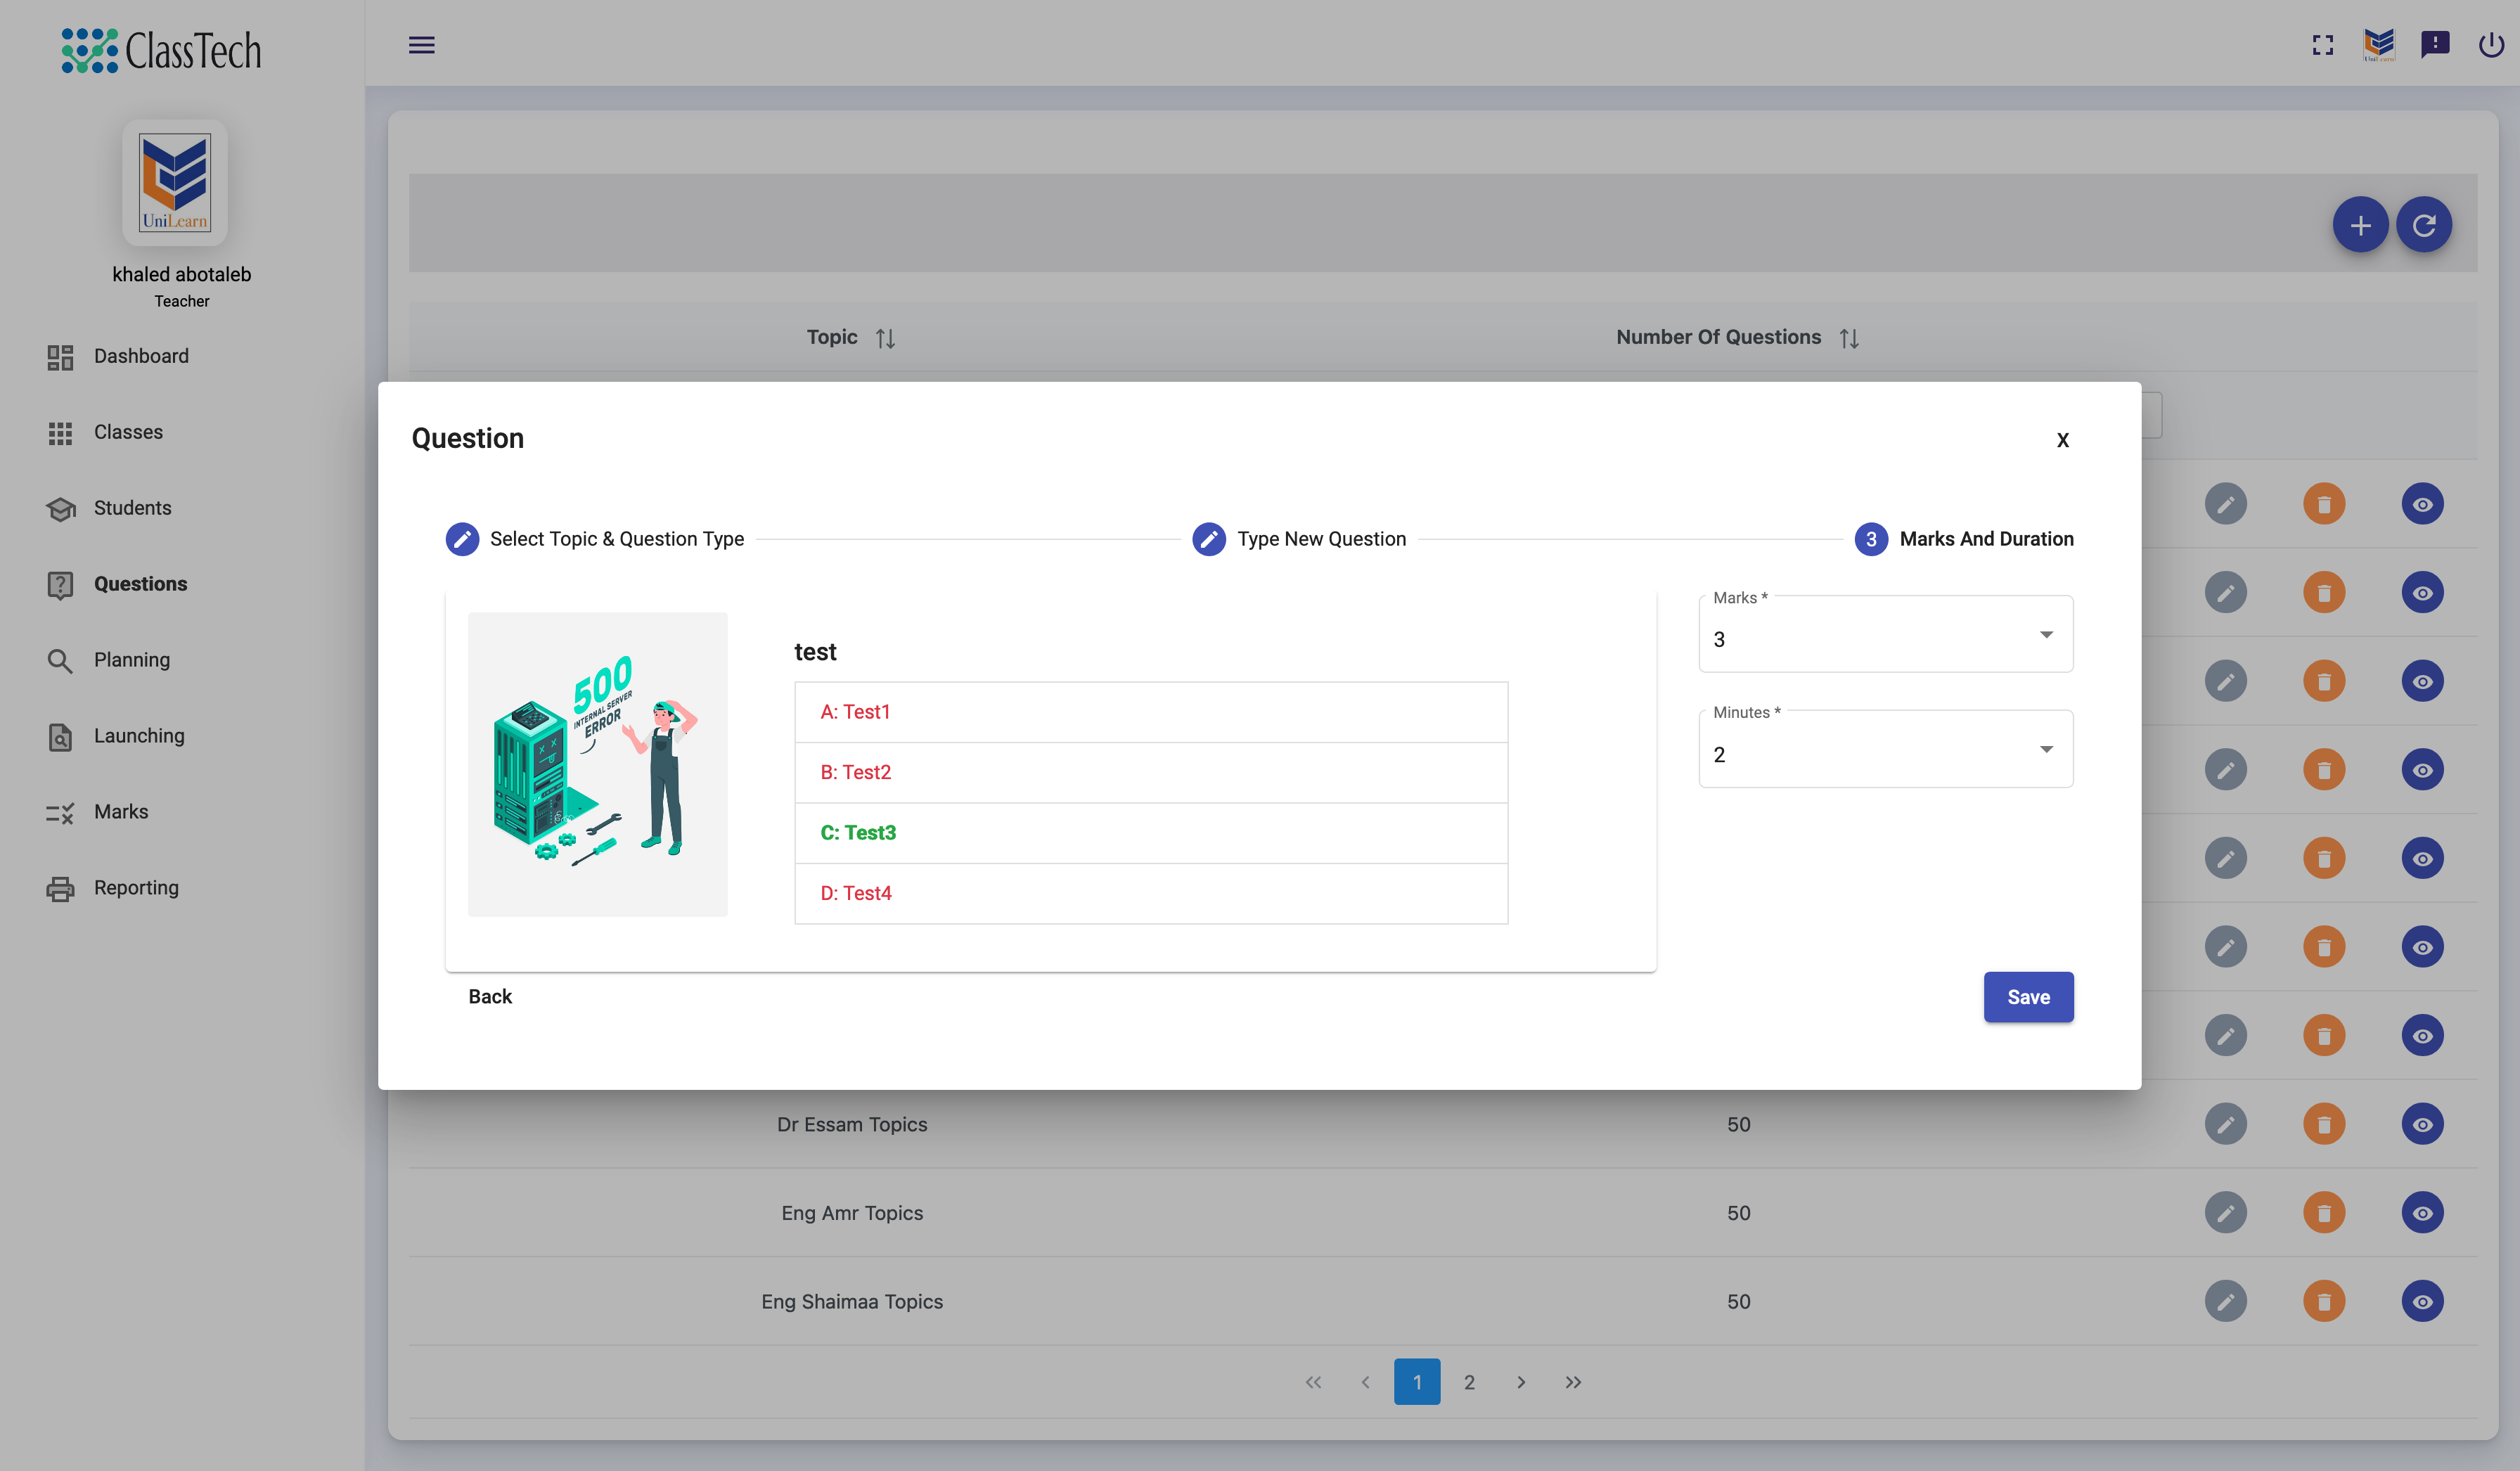 ClassTech
UniLearn
khaled abotaleb
Teacher
Dashboard
Classes
Students
Questions
Planning
Launching
Marks
Reporting
UniLearn
Topic
Number Of Questions
Question
X
Select Topic & Question Type
Type New Question
3 Marks And Duration
500
INTERNAL SERVER
ERROR
test
A: Test1
B: Test2
C: Test3
D: Test4
Marks *
3
Minutes *
2
Back
Save
Dr Essam Topics 50
Eng Amr Topics 50
Eng Shaimaa Topics 50
1 2